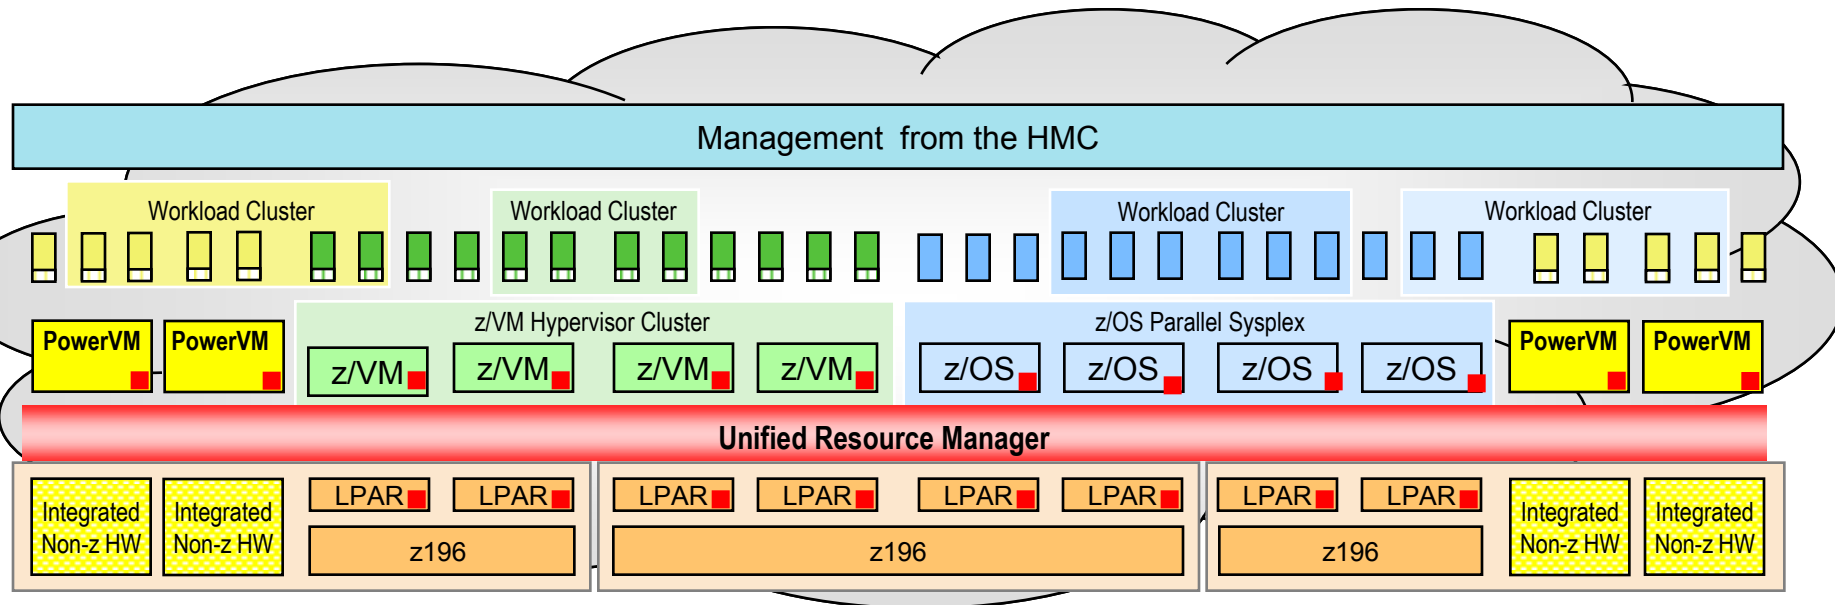 Management from the HMC
Workload Cluster
Workload Cluster
Workload Cluster
Workload Cluster
z/VM Hypervisor Cluster
z/OS Parallel Sysplex
PowerVM
PowerVM
z/VM
z/VM
z/VM
z/VM
z/OS
z/OS
z/OS
z/OS
PowerVM
PowerVM
Unified Resource Manager
Integrated
Non-z HW
Integrated
Non-z HW
LPAR
LPAR
LPAR
LPAR
LPAR
LPAR
LPAR
LPAR
z196
z196
z196
Integrated
Non-z HW
Integrated
Non-z HW